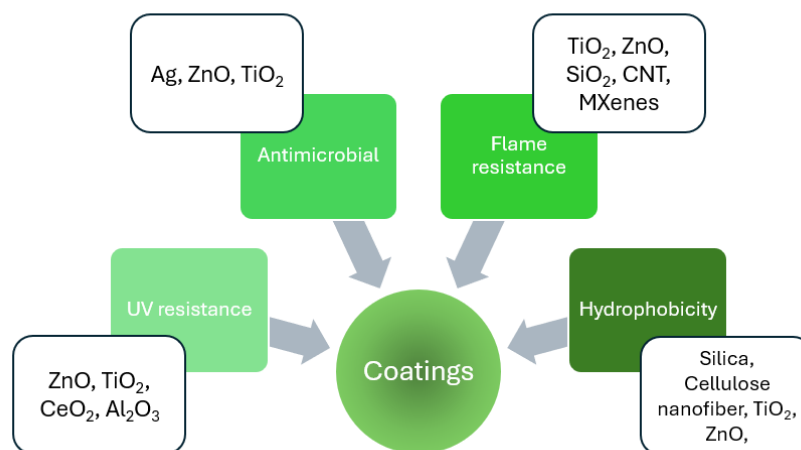 Ag, ZnO, TiO₂
Antimicrobial
TiO₂, ZnO,
SiO₂, CNT,
MXenes
Flame
resistance
UV resistance
ZnO, TiO₂,
CeO₂, Al₂O₃
Coatings
Hydrophobicity
Silica,
Cellulose
nanofiber, TiO₂,
ZnO,